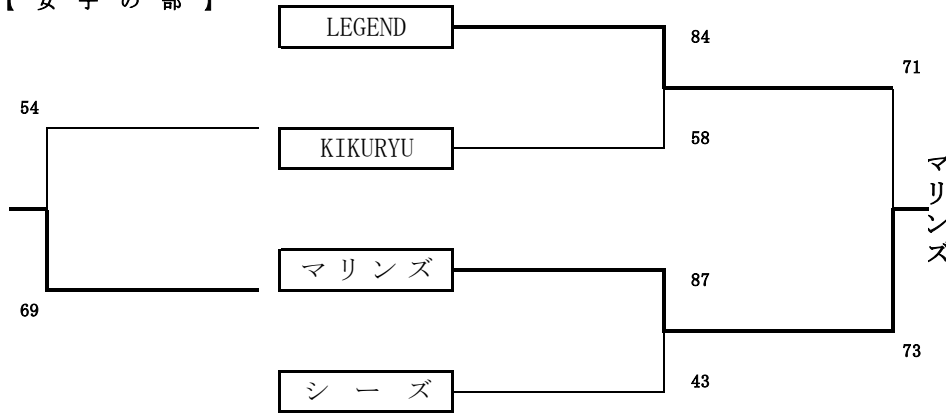 【 女 子 の 部 】
LEGEND
84
71
54
KIKURYU
58
マリンズ
マ リ ン ズ
87
69
73
シ ー ズ
43